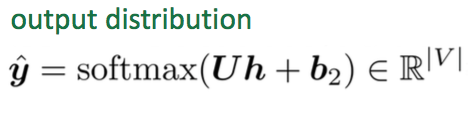 output distribution
ŷ = softmax(Uh + b₂) ∈ ℝ|V|